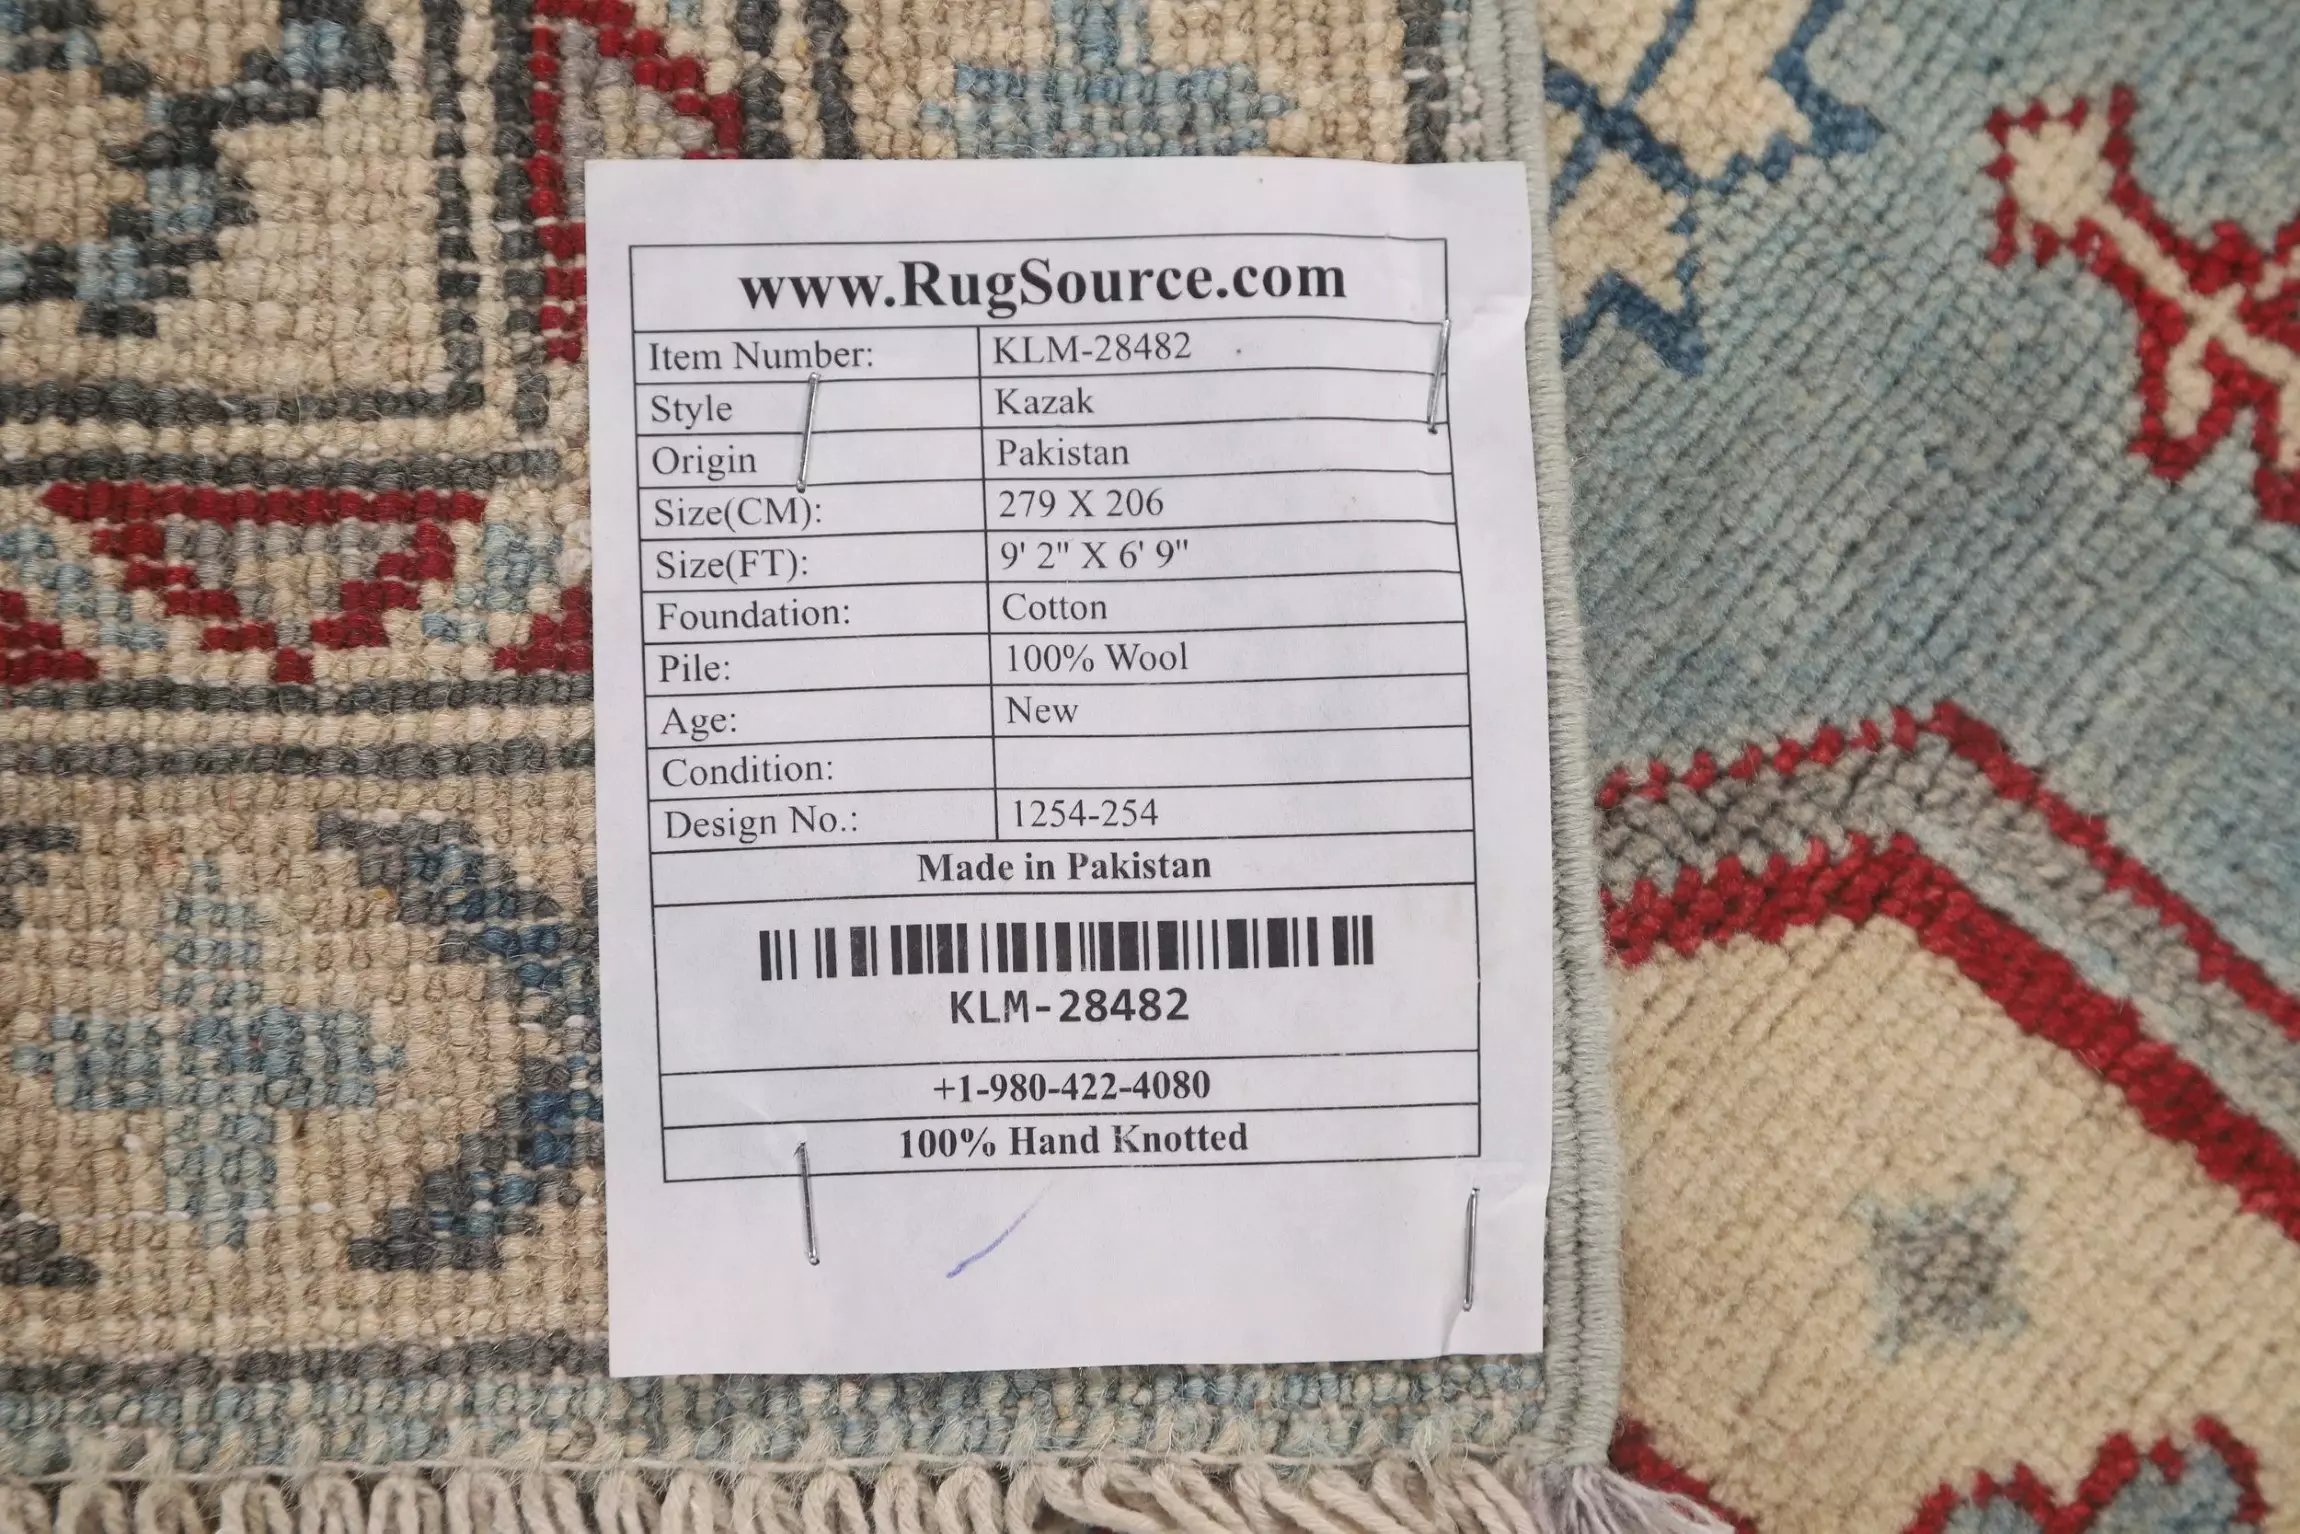 www.RugSource.com
Item Number: KLM-28482
Style Kazak
Origin Pakistan
Size(CM): 279 X 206
Size(FT): 9' 2" X 6' 9"
Foundation: Cotton
Pile: 100% Wool
Age: New
Condition:
Design No.: 1254-254
Made in Pakistan
KLM-28482
+1-980-422-4080
100% Hand Knotted